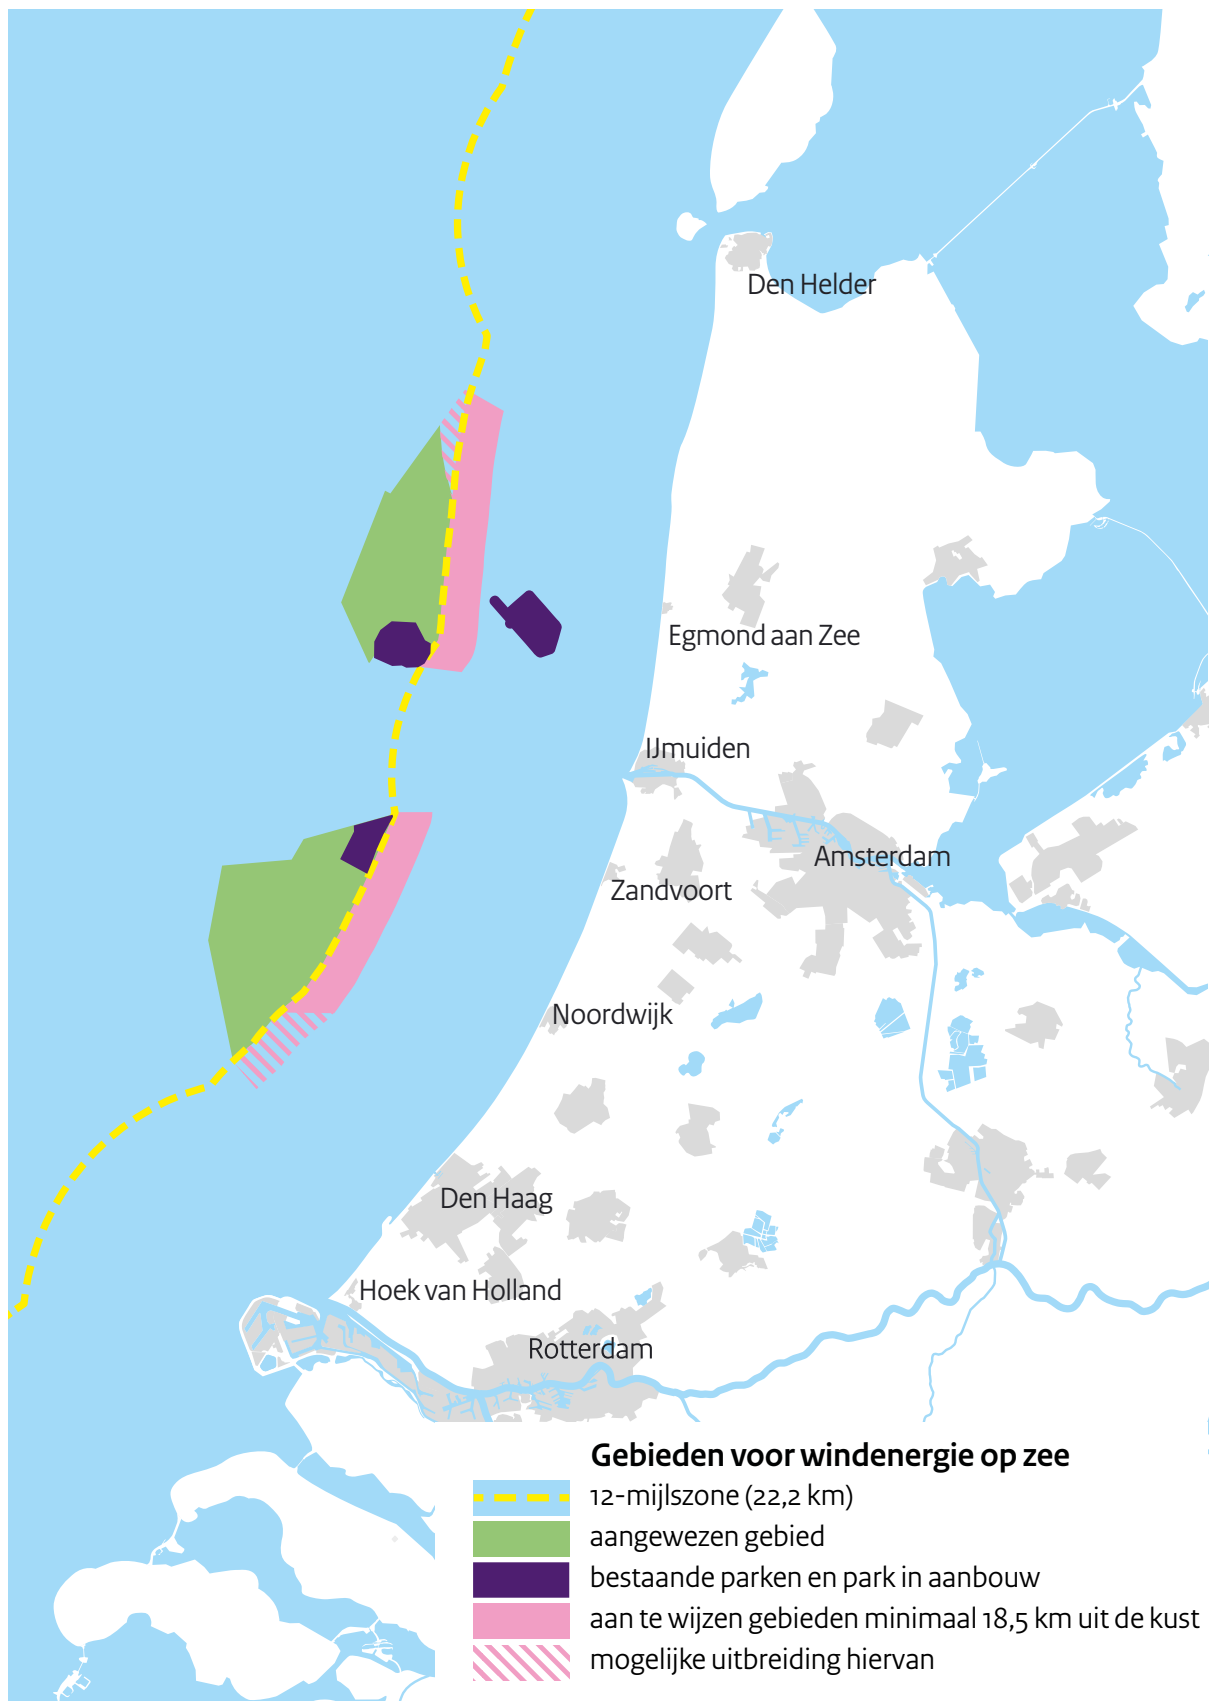 Den Helder
Egmond aan Zee
IJmuiden
Amsterdam
Zandvoort
Noordwijk
Den Haag
Hoek van Holland
Rotterdam
Gebieden voor windenergie op zee
12-mijlszone (22,2 km)
aangewezen gebied
bestaande parken en park in aanbouw
aan te wijzen gebieden minimaal 18,5 km uit de kust
mogelijke uitbreiding hiervan